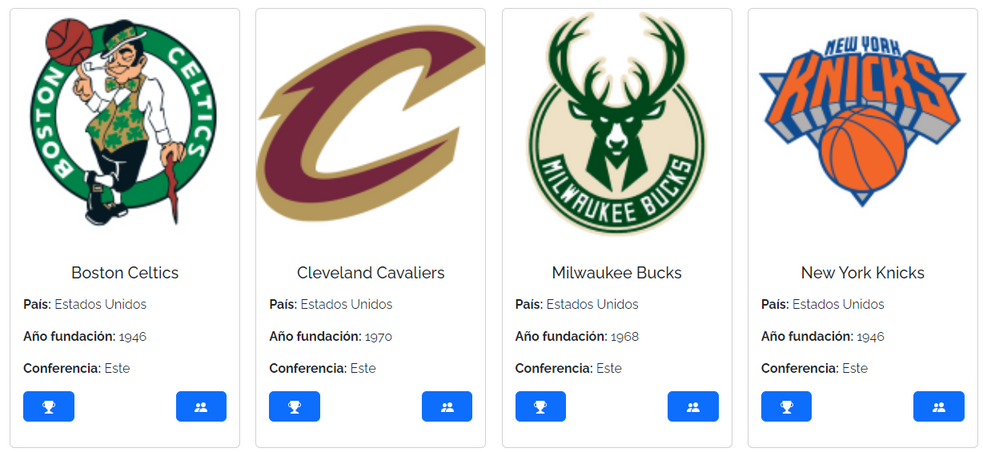 BOSTON CELTICS
Boston Celtics
País: Estados Unidos
Año fundación: 1946
Conferencia: Este
C
Cleveland Cavaliers
País: Estados Unidos
Año fundación: 1970
Conferencia: Este
MILWAUKEE BUCKS
Milwaukee Bucks
País: Estados Unidos
Año fundación: 1968
Conferencia: Este
NEW YORK
KNICKS
New York Knicks
País: Estados Unidos
Año fundación: 1946
Conferencia: Este